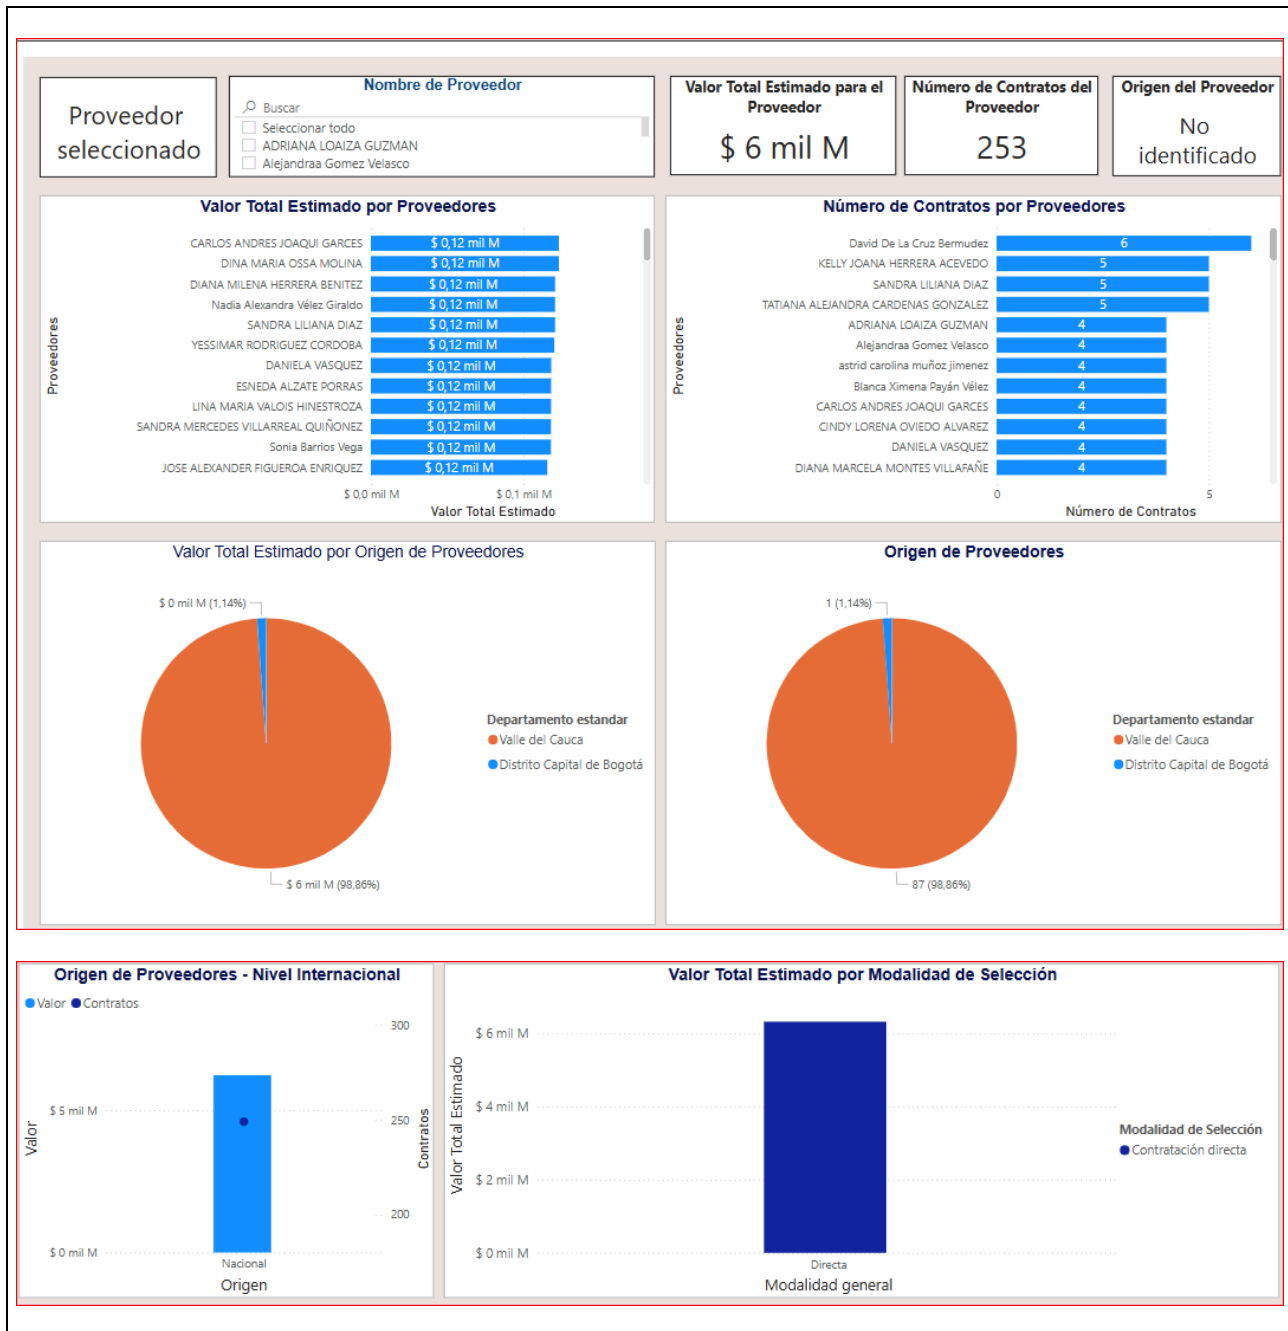 Proveedor
seleccionado
Nombre de Proveedor
Buscar
Seleccionar todo
ADRIANA LOAIZA GUZMAN
Alejandraa Gomez Velasco
Valor Total Estimado para el
Proveedor
$ 6 mil M
Número de Contratos del
Proveedor
253
Origen del Proveedor
No
identificado
Valor Total Estimado por Proveedores
Proveedores
CARLOS ANDRES JOAQUI GARCES $ 0,12 mil M
DINA MARIA OSSA MOLINA $ 0,12 mil M
DIANA MILENA HERRERA BENITEZ $ 0,12 mil M
Nadia Alexandra Vélez Giraldo $ 0,12 mil M
SANDRA LILIANA DIAZ $ 0,12 mil M
YESSIMAR RODRIGUEZ CORDOBA $ 0,12 mil M
DANIELA VASQUEZ $ 0,12 mil M
ESNEDA ALZATE PORRAS $ 0,12 mil M
LINA MARIA VALOIS HINESTROZA $ 0,12 mil M
SANDRA MERCEDES VILLARREAL QUIÑONEZ $ 0,12 mil M
Sonia Barrios Vega $ 0,12 mil M
JOSE ALEXANDER FIGUEROA ENRIQUEZ $ 0,12 mil M
$ 0,0 mil M $ 0,1 mil M
Valor Total Estimado
Número de Contratos por Proveedores
Proveedores
David De La Cruz Bermudez 6
KELLY JOANA HERRERA ACEVEDO 5
SANDRA LILIANA DIAZ 5
TATIANA ALEJANDRA CARDENAS GONZALEZ 5
ADRIANA LOAIZA GUZMAN 4
Alejandraa Gomez Velasco 4
astrid carolina muñoz jimenez 4
Blanca Ximena Payán Vélez 4
CARLOS ANDRES JOAQUI GARCES 4
CINDY LORENA OVIEDO ALVAREZ 4
DANIELA VASQUEZ 4
DIANA MARCELA MONTES VILLAFAÑE 4
0 5
Número de Contratos
Valor Total Estimado por Origen de Proveedores
$ 0 mil M (1,14%)
Departamento estandar
Valle del Cauca
Distrito Capital de Bogotá
$ 6 mil M (98,86%)
Origen de Proveedores
1 (1,14%)
Departamento estandar
Valle del Cauca
Distrito Capital de Bogotá
87 (98,86%)
Origen de Proveedores - Nivel Internacional
Valor Contratos
300
$ 5 mil M
250
200
$ 0 mil M
Valor
Contratos
Nacional
Origen
Valor Total Estimado por Modalidad de Selección
Valor Total Estimado
$ 6 mil M
$ 4 mil M
$ 2 mil M
$ 0 mil M
Directa
Modalidad general
Modalidad de Selección
Contratación directa